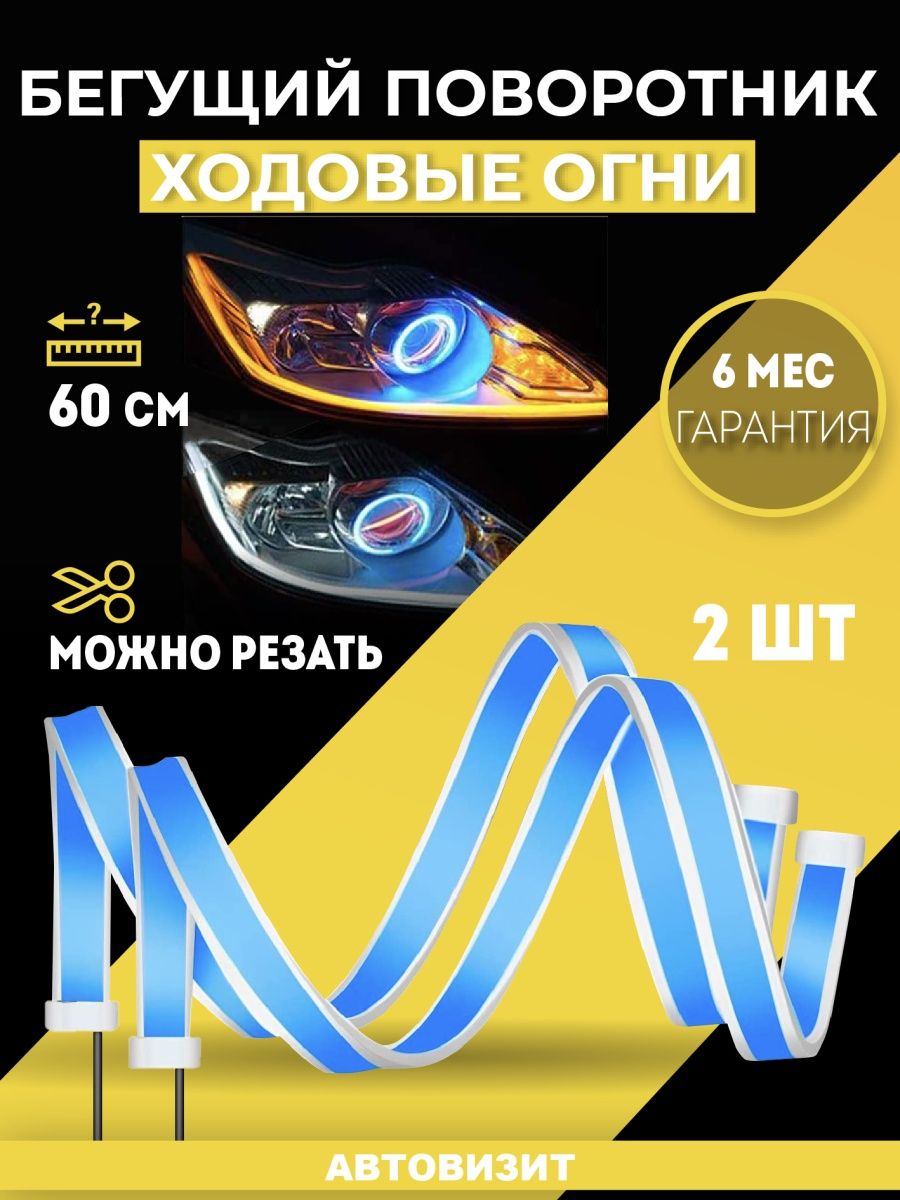 БЕГУЩИЙ ПОВОРОТНИК
ХОДОВЫЕ ОГНИ
?
60 СМ
6 МЕС
ГАРАНТИЯ
МОЖНО РЕЗАТЬ
2 ШТ
АВТОВИЗИТ